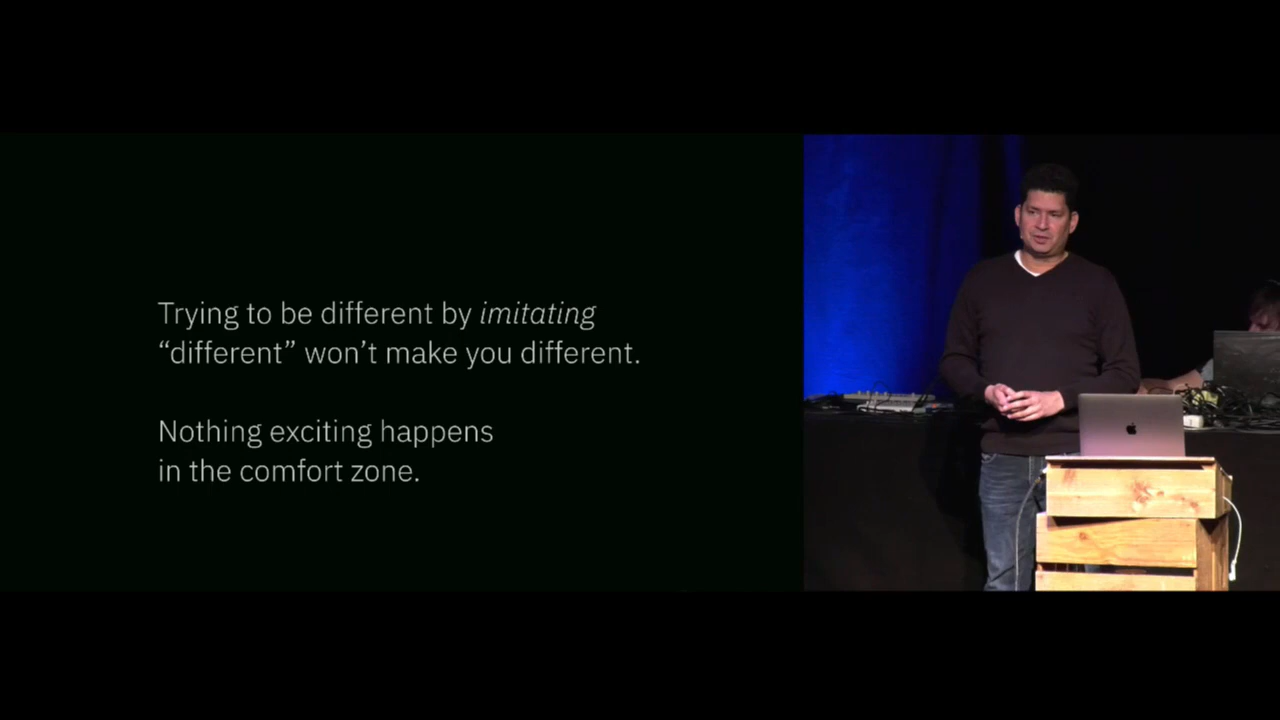 Trying to be different by imitating
“different” won’t make you different.
Nothing exciting happens
in the comfort zone.